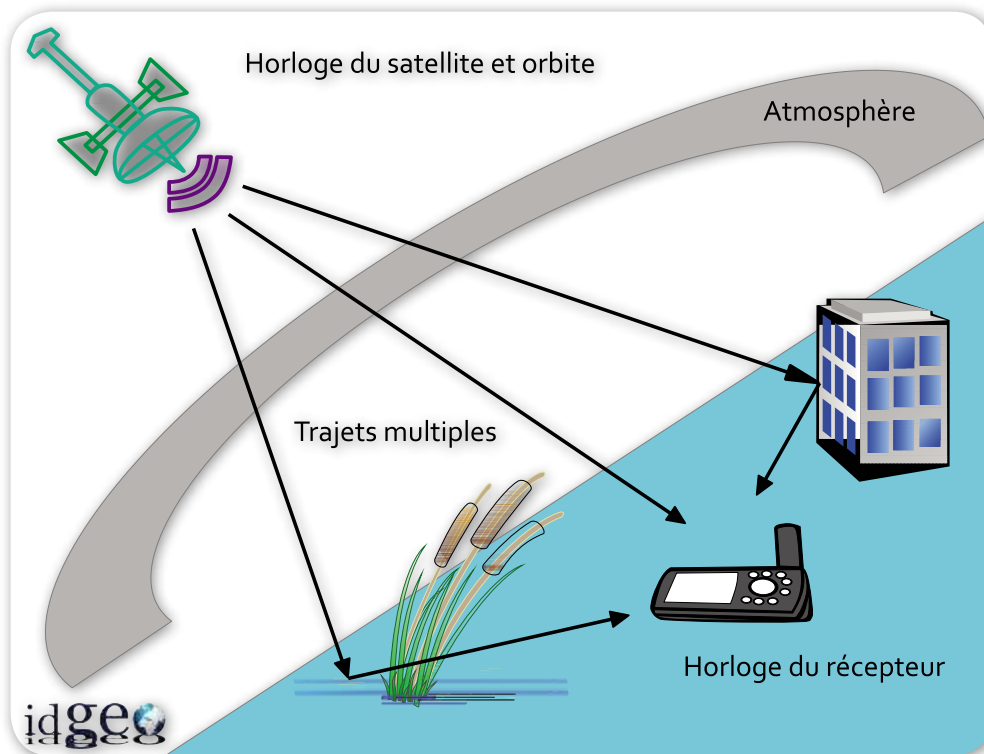 Horloge du satellite et orbite
Atmosphère
Trajets multiples
Horloge du récepteur
idgeo